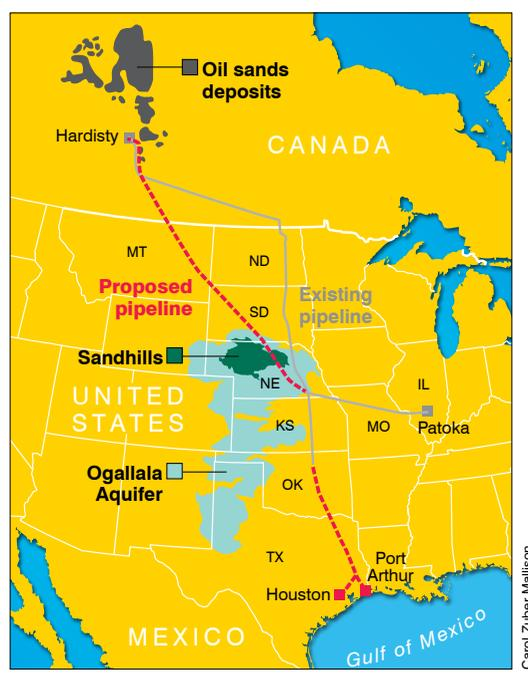 Oil sands
deposits
Hardisty
CANADA
MT
ND
Proposed
pipeline
Existing
pipeline
SD
Sandhills
NE
IL
UNITED
STATES
KS
MO
Patoka
Ogallala
Aquifer
OK
TX
Port
Arthur
Houston
MEXICO
Gulf of Mexico
Carol Zuber-Mallison